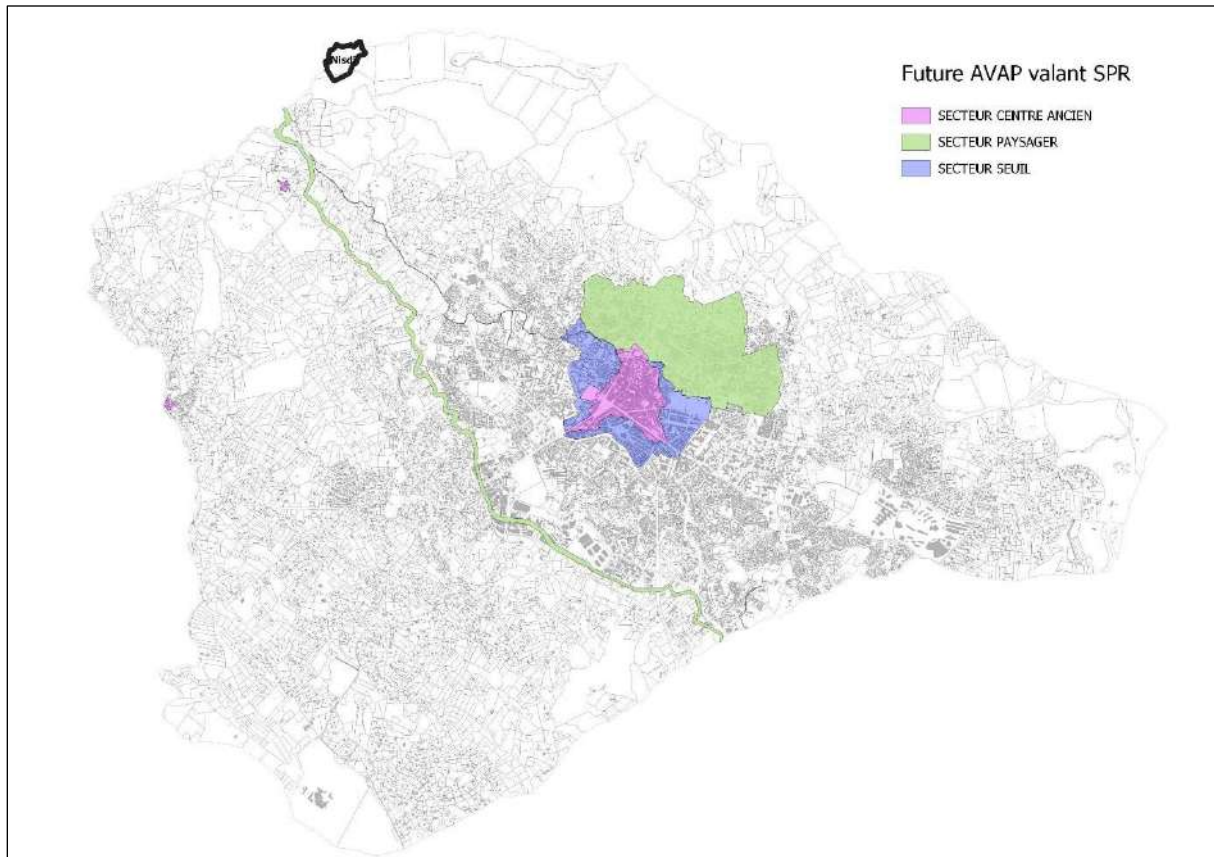 Future AVAP valant SPR
SECTEUR CENTRE ANCIEN
SECTEUR PAYSAGER
SECTEUR SEUIL